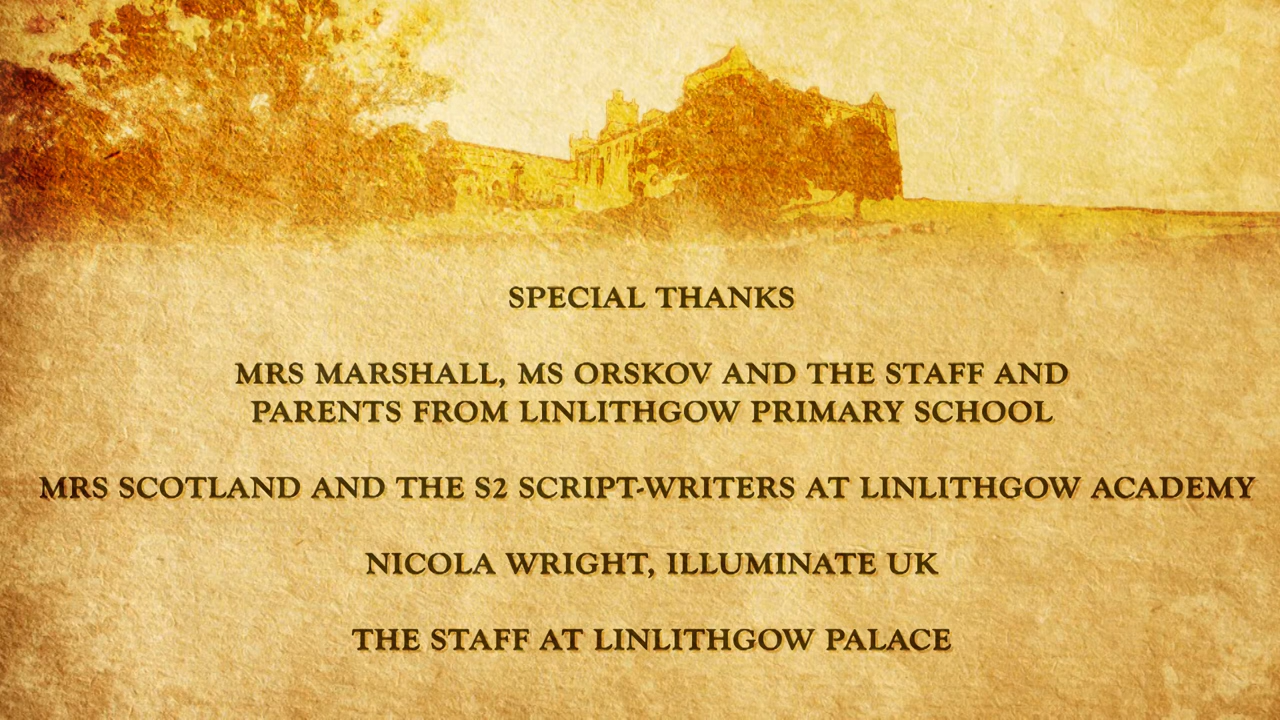 SPECIAL THANKS
MRS MARSHALL, MS ORSKOV AND THE STAFF AND
PARENTS FROM LINLITHGOW PRIMARY SCHOOL
MRS SCOTLAND AND THE S2 SCRIPT-WRITERS AT LINLITHGOW ACADEMY
NICOLA WRIGHT, ILLUMINATE UK
THE STAFF AT LINLITHGOW PALACE